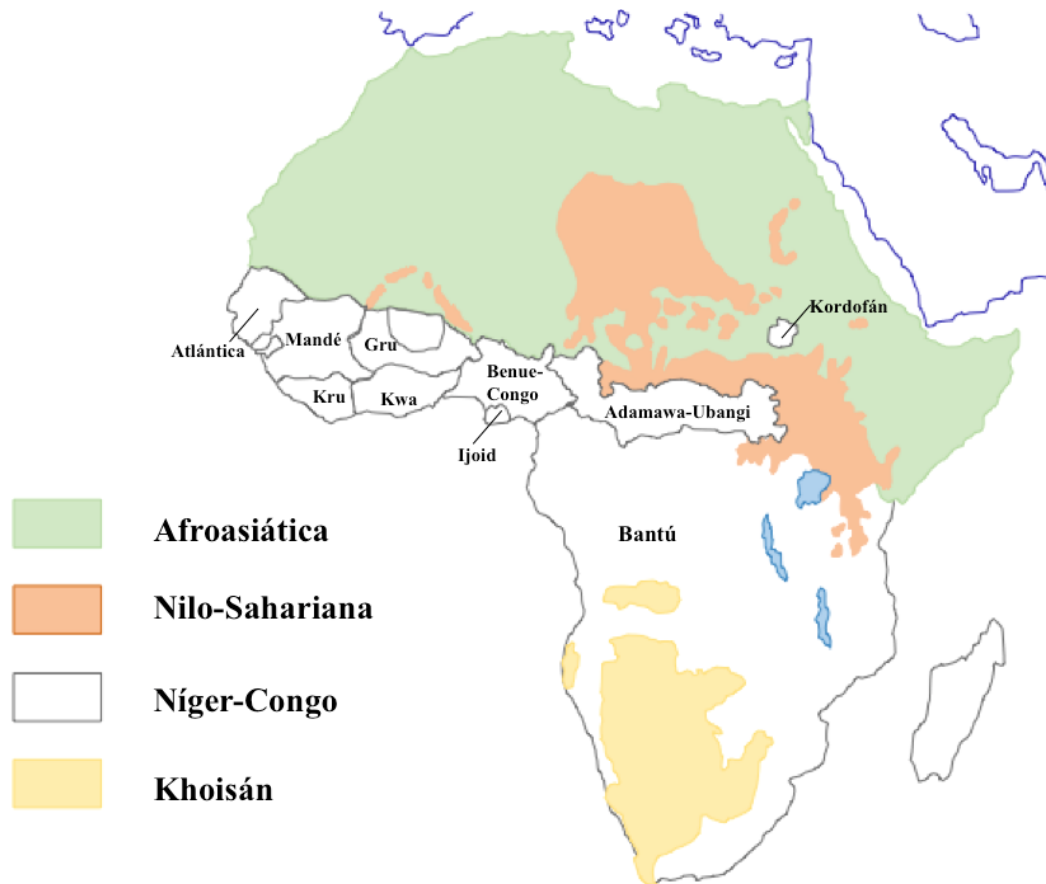 Kordofán
Atlántica
Mandé
Gru
Benue-
Congo
Kru
Kwa
Adamawa-Ubangi
Ijoid
Bantú
Afroasiática
Nilo-Sahariana
Níger-Congo
Khoisán